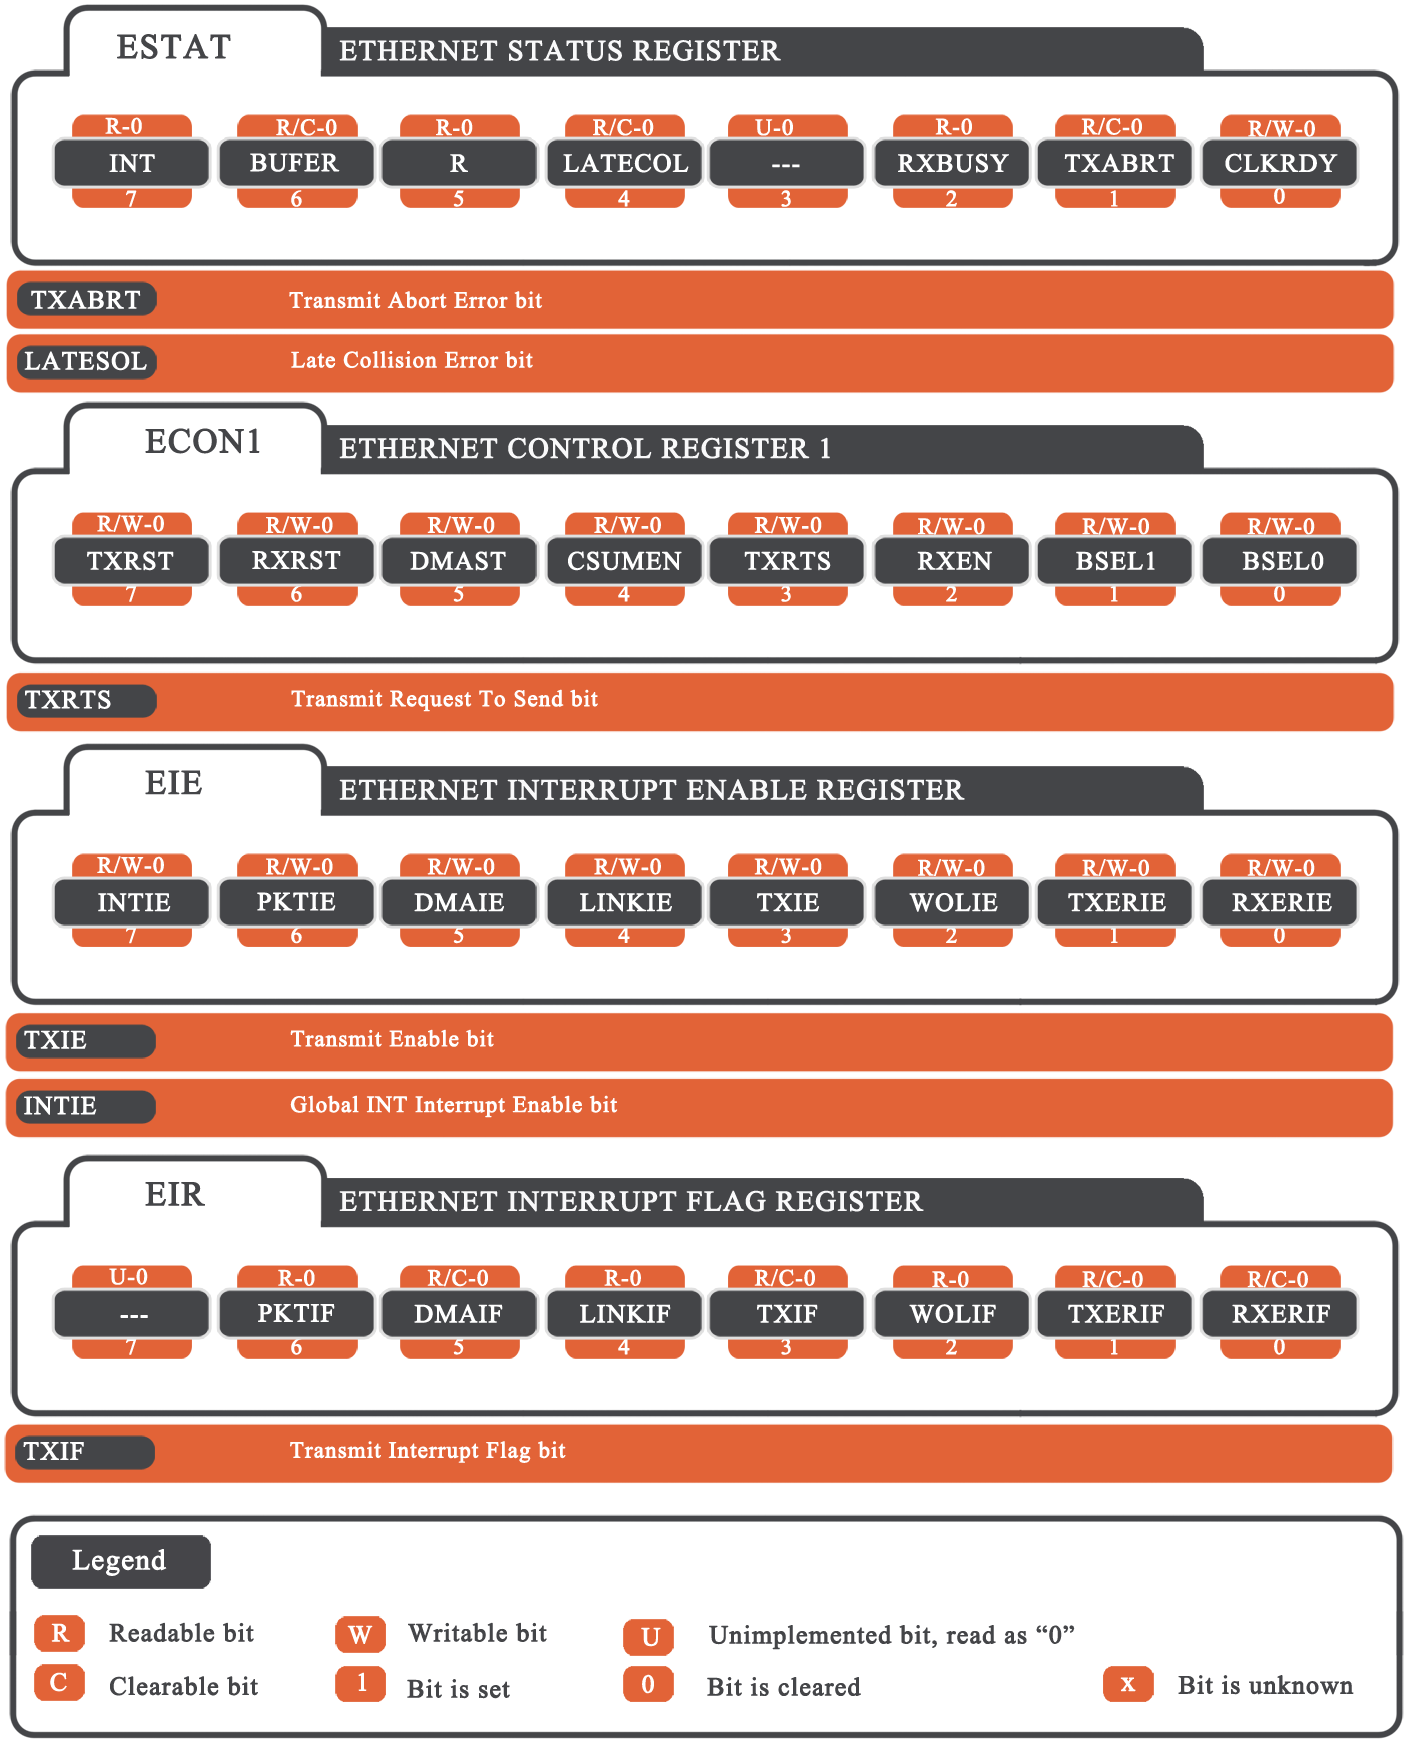 ESTAT
ETHERNET STATUS REGISTER
R-0 R/C-0 R-0 R/C-0 U-0 R-0 R/C-0 R/W-0
INT BUFER R LATECOL --- RXBUSY TXABRT CLKRDY
7 6 5 4 3 2 1 0
TXABRT Transmit Abort Error bit
LATESOL Late Collision Error bit
ECON1
ETHERNET CONTROL REGISTER 1
R/W-0 R/W-0 R/W-0 R/W-0 R/W-0 R/W-0 R/W-0 R/W-0
TXRST RXRST DMAST CSUMEN TXRTS RXEN BSEL1 BSEL0
7 6 5 4 3 2 1 0
TXRTS Transmit Request To Send bit
EIE
ETHERNET INTERRUPT ENABLE REGISTER
R/W-0 R/W-0 R/W-0 R/W-0 R/W-0 R/W-0 R/W-0 R/W-0
INTIE PKTIE DMAIE LINKIE TXIE WOLIE TXERIE RXERIE
7 6 5 4 3 2 1 0
TXIE Transmit Enable bit
INTIE Global INT Interrupt Enable bit
EIR
ETHERNET INTERRUPT FLAG REGISTER
U-0 R-0 R/C-0 R-0 R/C-0 R-0 R/C-0 R/C-0
--- PKTIF DMAIF LINKIF TXIF WOLIF TXERIF RXERIF
7 6 5 4 3 2 1 0
TXIF Transmit Interrupt Flag bit
Legend
R Readable bit W Writable bit U Unimplemented bit, read as “0”
C Clearable bit 1 Bit is set 0 Bit is cleared x Bit is unknown